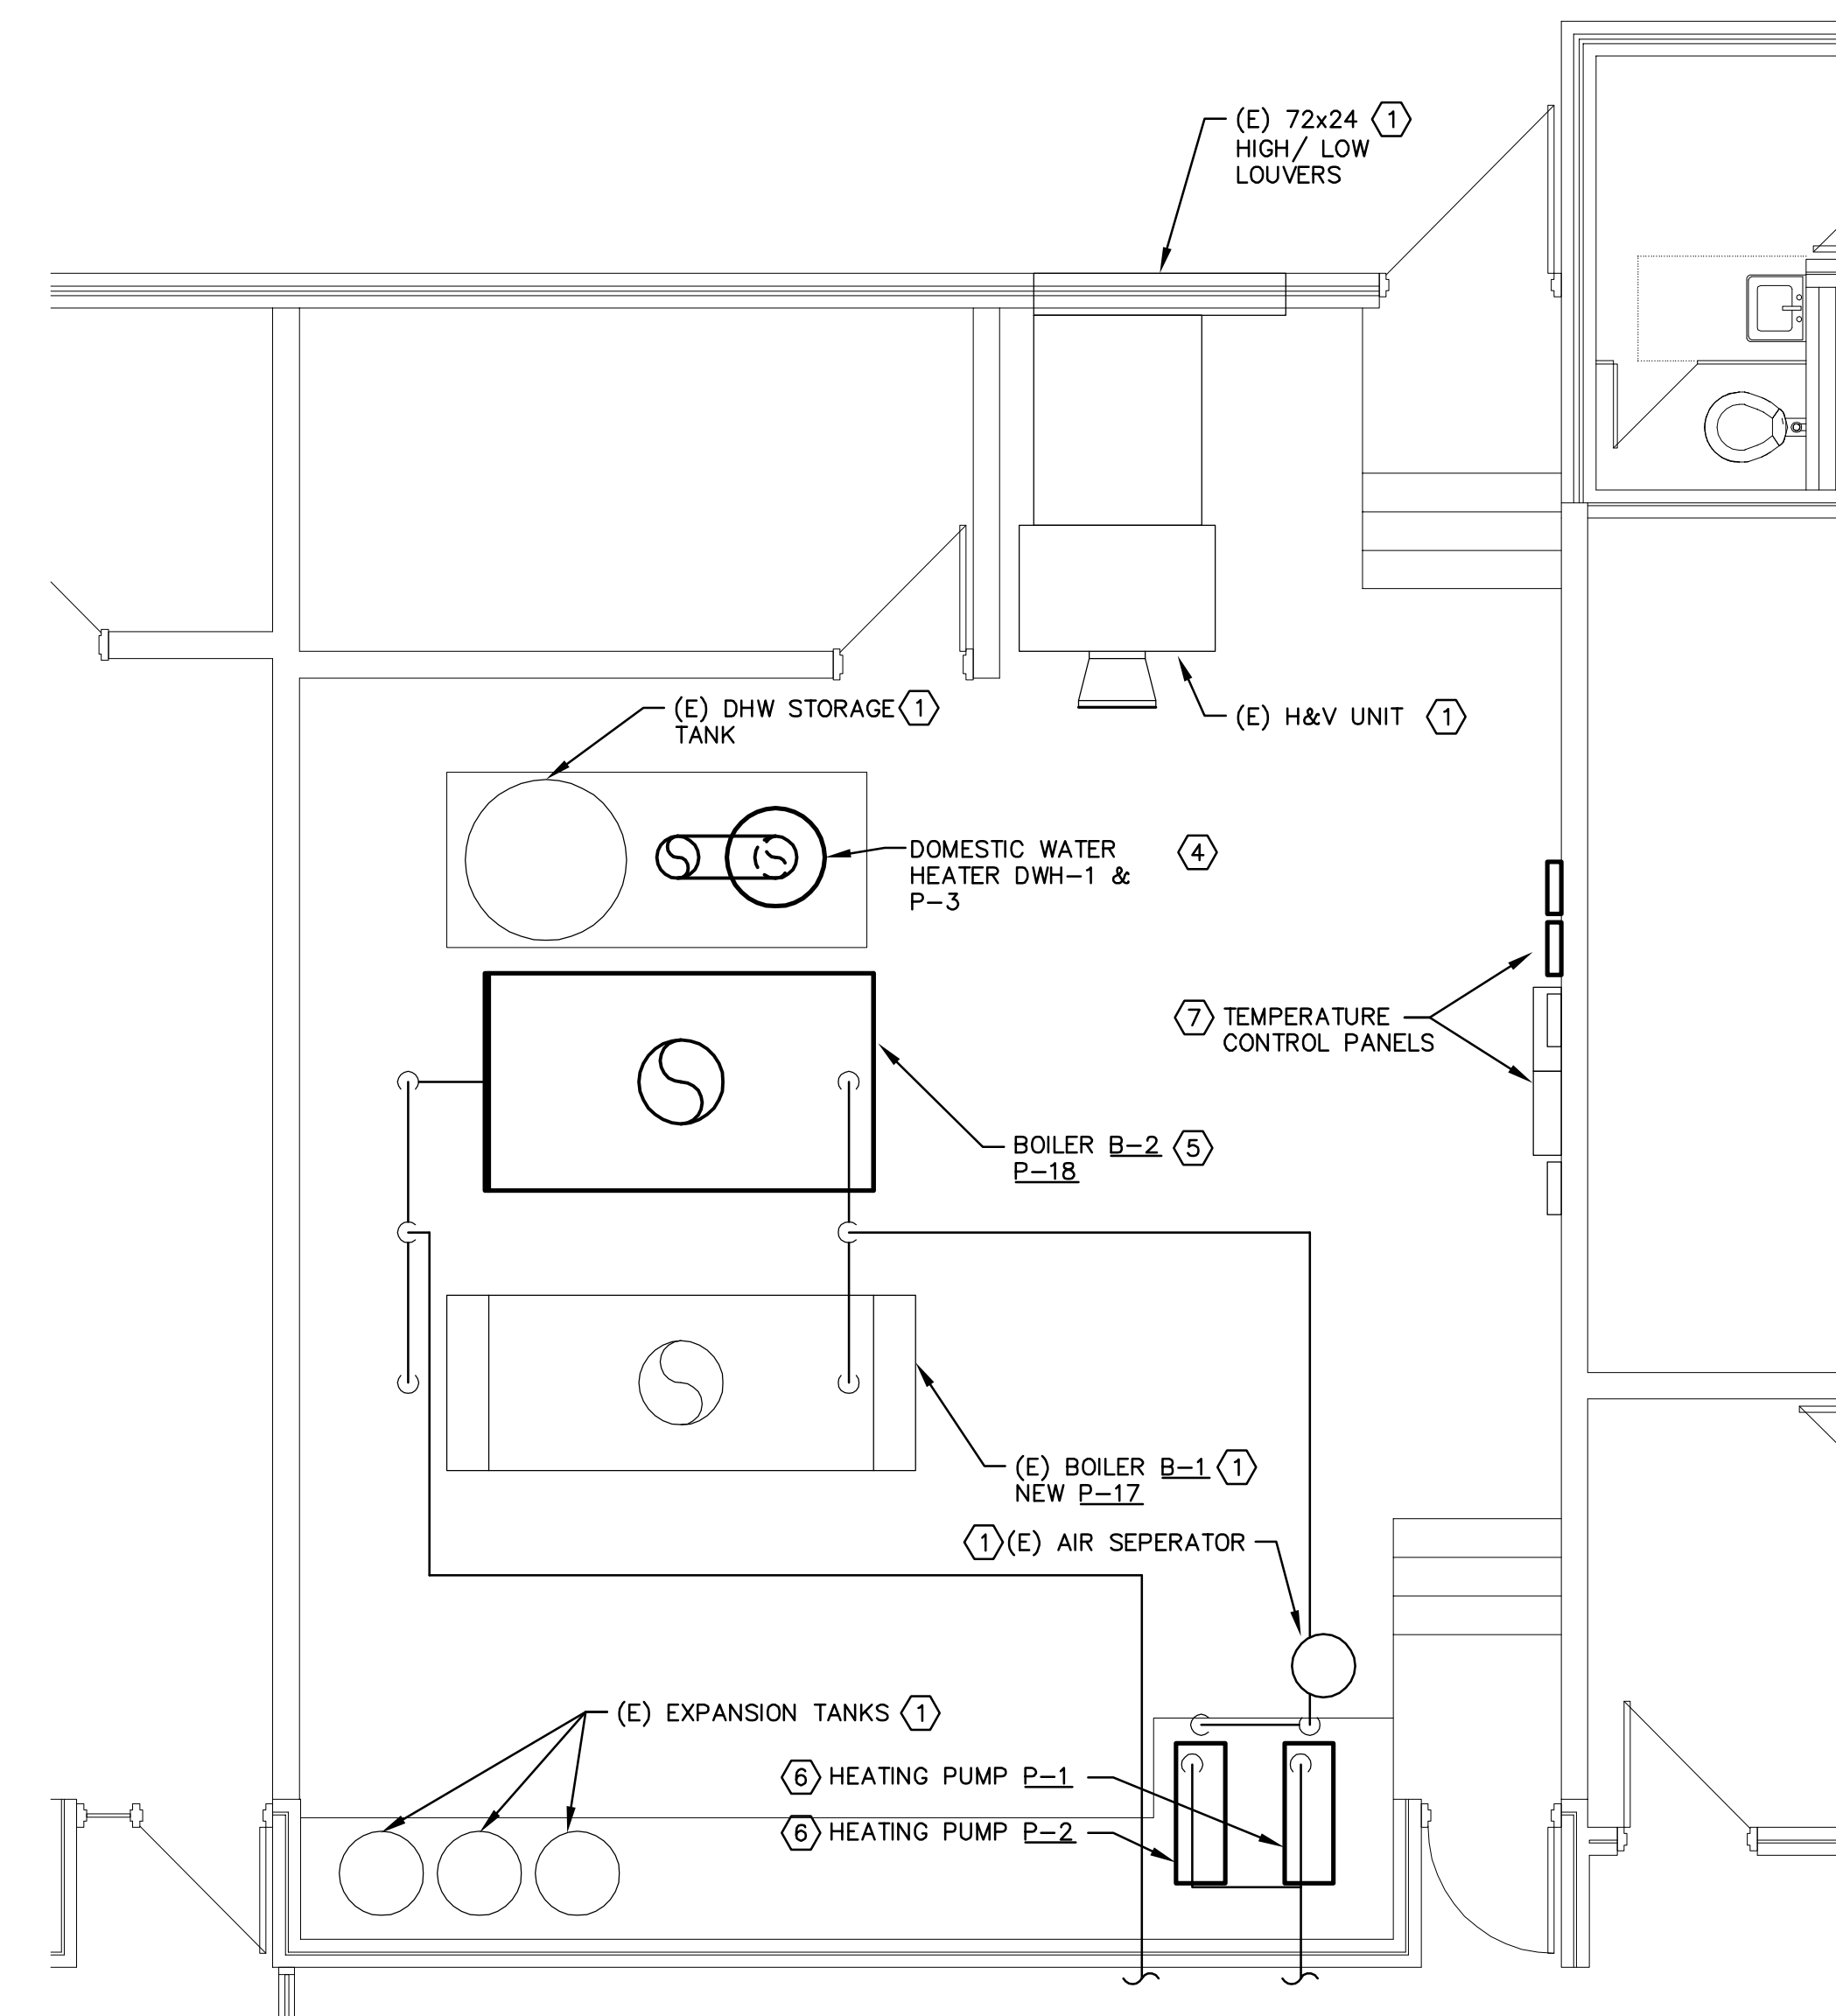 (E) 72x24 1
HIGH/ LOW
LOUVERS
(E) DHW STORAGE 1
TANK
(E) H&V UNIT 1
DOMESTIC WATER 4
HEATER DWH-1 &
P-3
7 TEMPERATURE
CONTROL PANELS
BOILER B-2 5
P-18
(E) BOILER B-1 1
NEW P-17
1 (E) AIR SEPERATOR
(E) EXPANSION TANKS 1
6 HEATING PUMP P-1
6 HEATING PUMP P-2